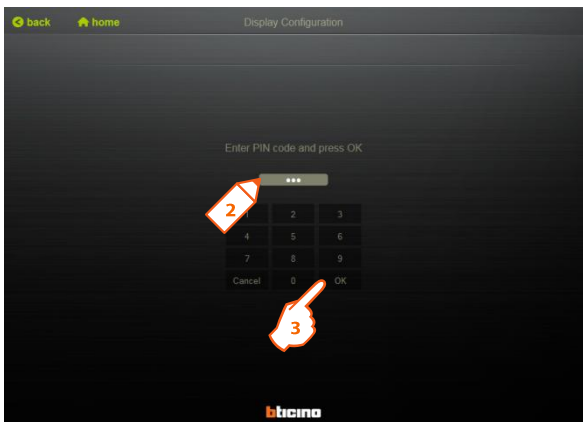 back home Display Configuration
Enter PIN code and press OK
•••
2
1 2 3
4 5 6
7 8 9
Cancel 0 OK
3
bticino